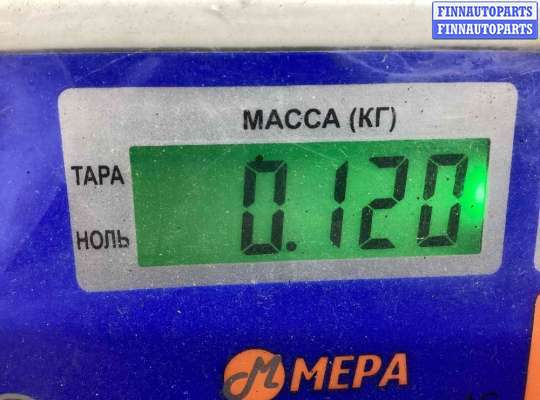 FINNAUTOPARTS
FINNAUTOPARTS
МАССА (КГ)
ТАРА
0.120
НОЛЬ
МЕРА